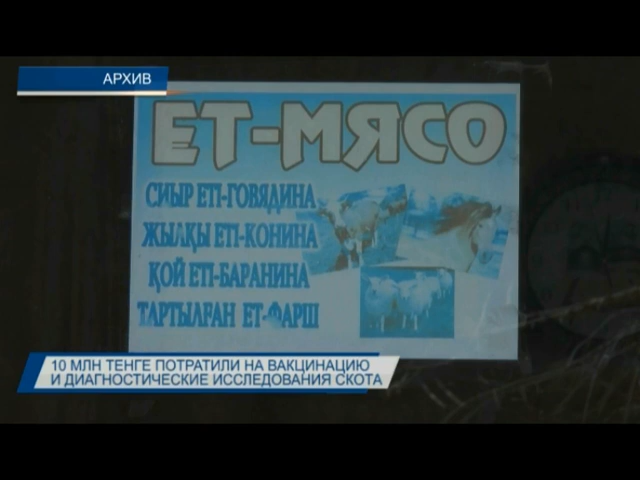 АРХИВ
ЕТ-МЯСО
СИЫР ЕТІ-ГОВЯДИНА
ЖЫЛҚЫ ЕТІ-КОНИНА
ҚОЙ ЕТІ-БАРАНИНА
ТАРТЫЛҒАН ЕТ-ФАРШ
10 МЛН ТЕНГЕ ПОТРАТИЛИ НА ВАКЦИНАЦИЮ
И ДИАГНОСТИЧЕСКИЕ ИССЛЕДОВАНИЯ СКОТА